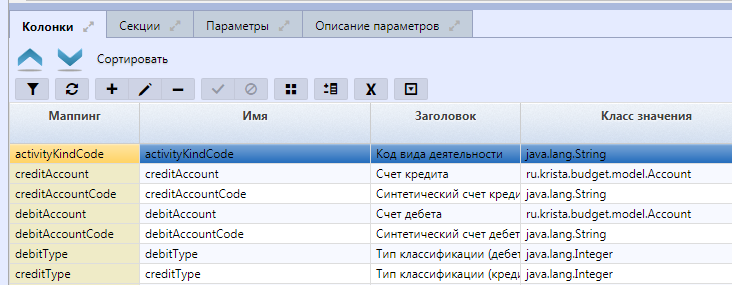 Колонки Секции Параметры Описание параметров
Сортировать
Маппинг Имя Заголовок Класс значения
activityKindCode activityKindCode Код вида деятельности java.lang.String
creditAccount creditAccount Счет кредита ru.krista.budget.model.Account
creditAccountCode creditAccountCode Синтетический счет креди java.lang.String
debitAccount debitAccount Счет дебета ru.krista.budget.model.Account
debitAccountCode debitAccountCode Синтетический счет дебет java.lang.String
debitType debitType Тип классификации (дебет java.lang.Integer
creditType creditType Тип классификации (креди java.lang.Integer